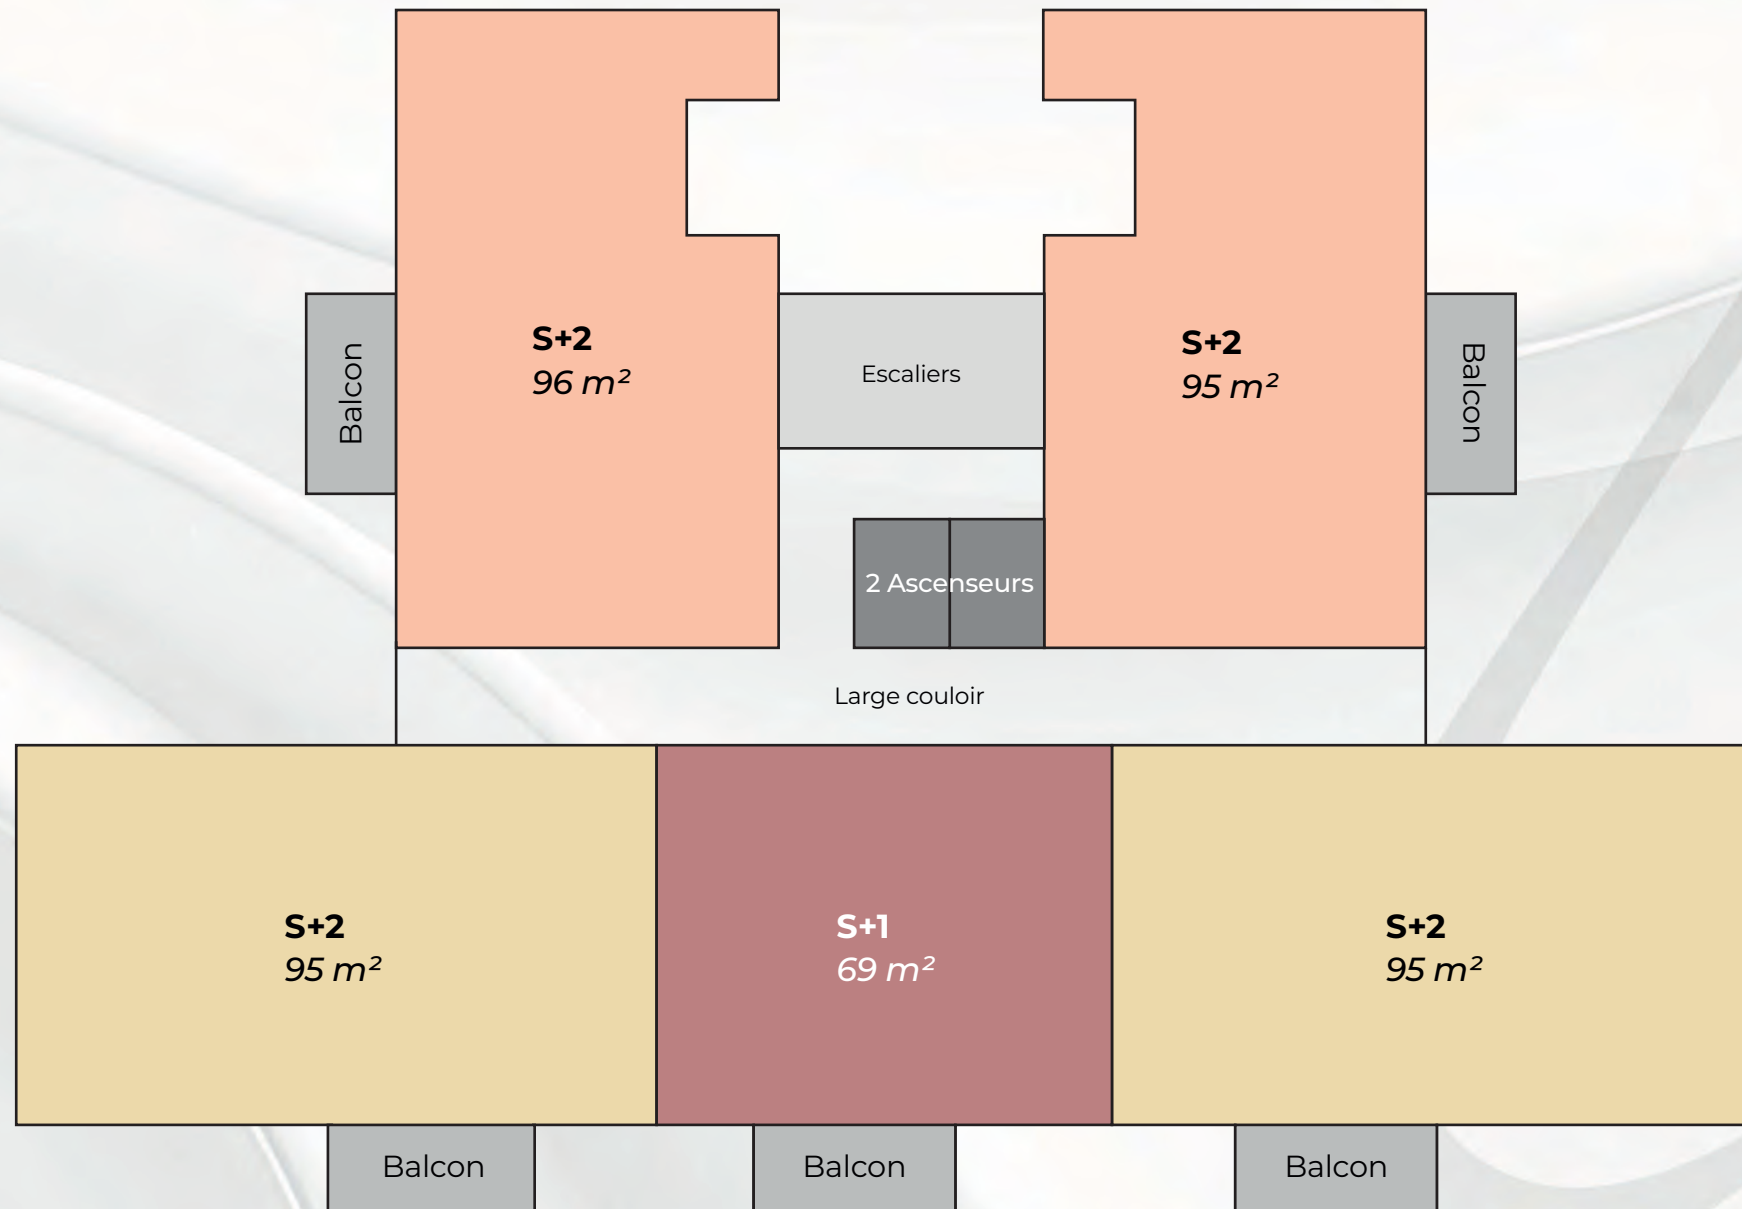 S+2
96 m²
Escaliers
S+2
95 m²
Balcon
Balcon
2 Ascenseurs
Large couloir
S+2
95 m²
S+1
69 m²
S+2
95 m²
Balcon
Balcon
Balcon